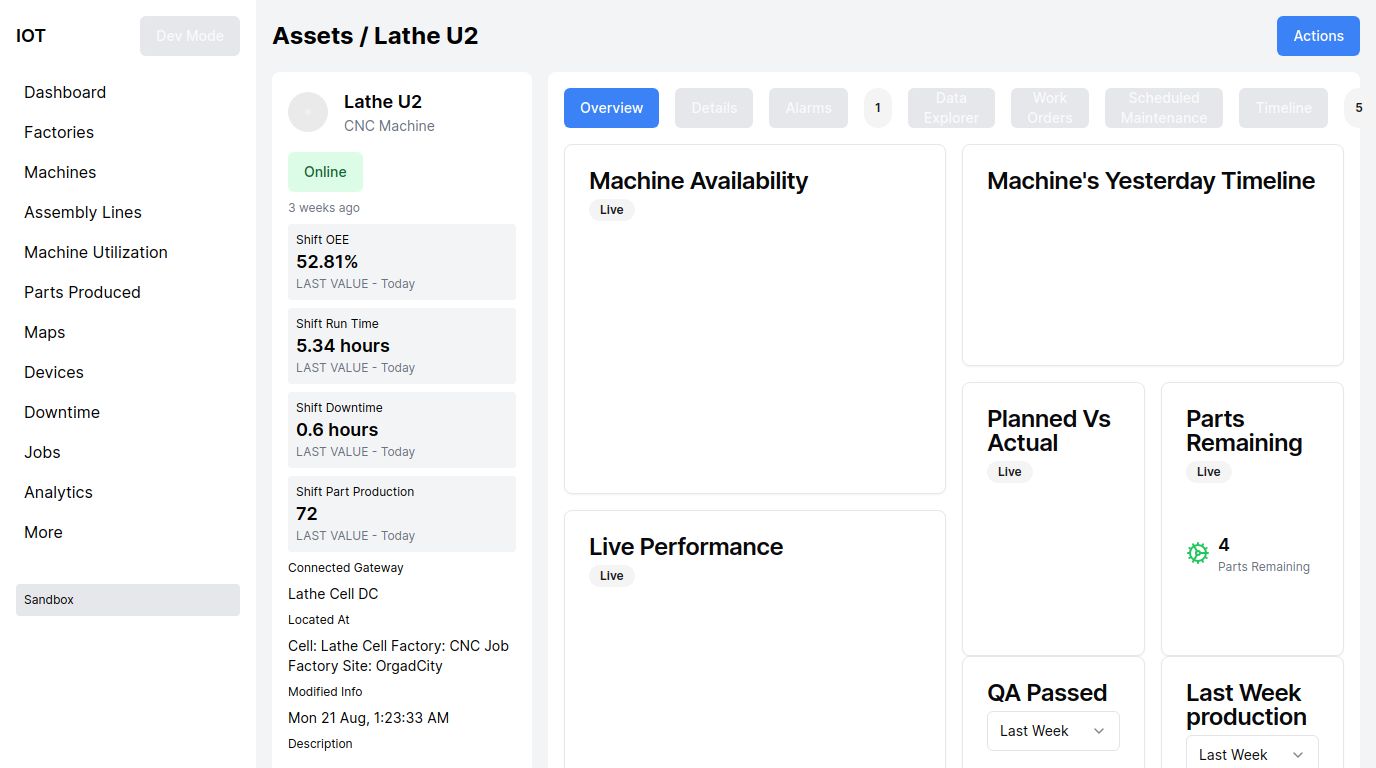 IOT
Dev Mode
Dashboard
Factories
Machines
Assembly Lines
Machine Utilization
Parts Produced
Maps
Devices
Downtime
Jobs
Analytics
More
Sandbox
Assets / Lathe U2
Actions
Lathe U2
CNC Machine
Online
3 weeks ago
Shift OEE
52.81%
LAST VALUE - Today
Shift Run Time
5.34 hours
LAST VALUE - Today
Shift Downtime
0.6 hours
LAST VALUE - Today
Shift Part Production
72
LAST VALUE - Today
Connected Gateway
Lathe Cell DC
Located At
Cell: Lathe Cell Factory: CNC Job
Factory Site: OrgadCity
Modified Info
Mon 21 Aug, 1:23:33 AM
Description
Overview
Details
Alarms
1
Data
Explorer
Work
Orders
Scheduled
Maintenance
Timeline
5
Machine Availability
Live
Live Performance
Live
Machine's Yesterday Timeline
Planned Vs
Actual
Live
Parts
Remaining
Live
4
Parts Remaining
QA Passed
Last Week
Last Week
production
Last Week